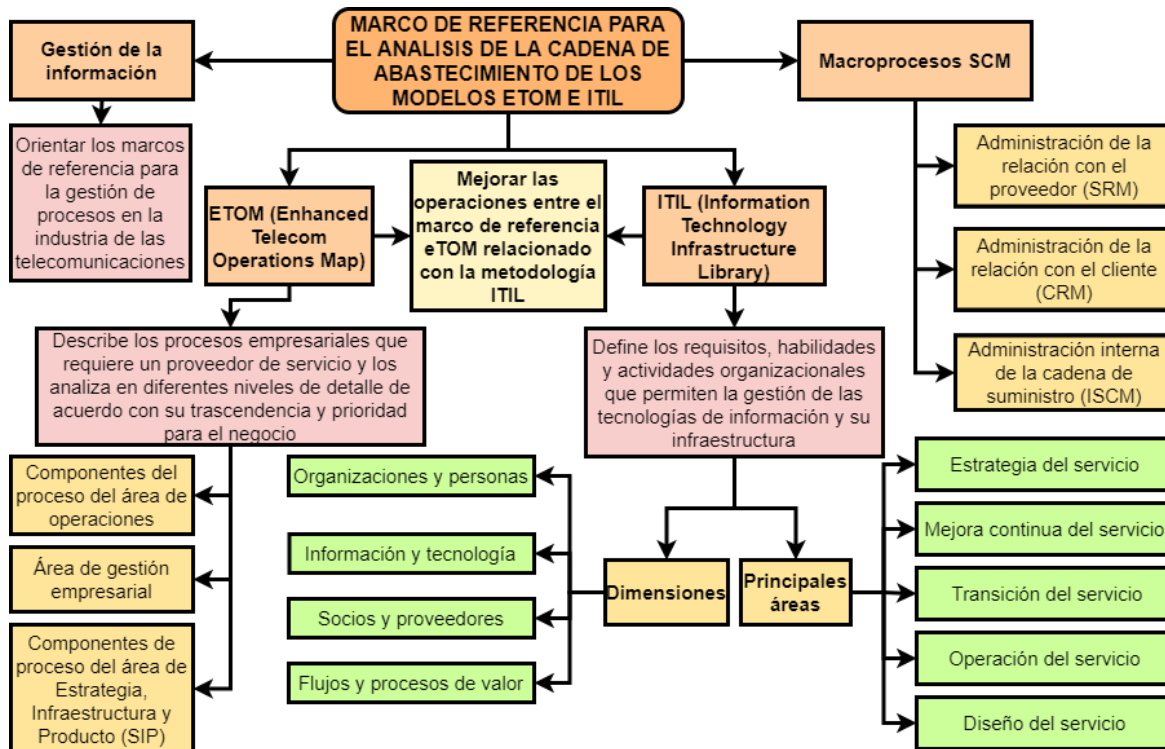 Gestión de la
información
MARCO DE REFERENCIA PARA
EL ANALISIS DE LA CADENA DE
ABASTECIMIENTO DE LOS
MODELOS ETOM E ITIL
Macroprocesos SCM
Orientar los marcos
de referencia para
la gestión de
procesos en la
industria de las
telecomunicaciones
ETOM (Enhanced
Telecom
Operations Map)
Mejorar las
operaciones entre el
marco de referencia
eTOM relacionado
con la metodología
ITIL
ITIL (Information
Technology
Infrastructure
Library)
Administración de la
relación con el
proveedor (SRM)
Administración de la
relación con el cliente
(CRM)
Administración interna
de la cadena de
suministro (ISCM)
Describe los procesos empresariales que
requiere un proveedor de servicio y los
analiza en diferentes niveles de detalle de
acuerdo con su trascendencia y prioridad
para el negocio
Define los requisitos, habilidades
y actividades organizacionales
que permiten la gestión de las
tecnologías de información y su
infraestructura
Componentes del
proceso del área de
operaciones
Área de gestión
empresarial
Componentes de
proceso del área de
Estrategia,
Infraestructura y
Producto (SIP)
Organizaciones y personas
Información y tecnología
Socios y proveedores
Flujos y procesos de valor
Dimensiones
Principales
áreas
Estrategia del servicio
Mejora continua del servicio
Transición del servicio
Operación del servicio
Diseño del servicio